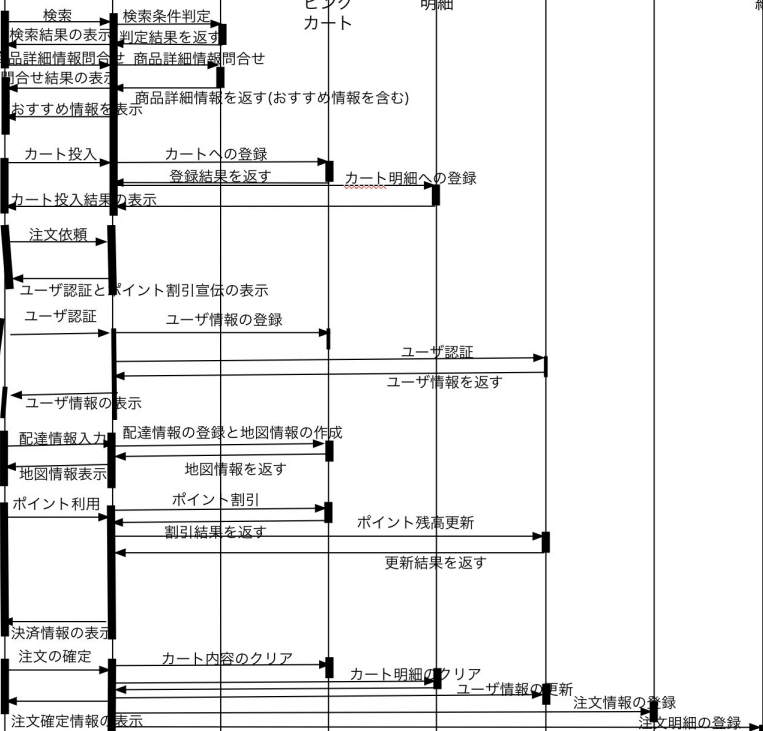 ピング
カート
明細
検索
検索条件判定
検索結果の表示
判定結果を返す
品詳細情報問合せ
商品詳細情報問合せ
問合せ結果の表示
商品詳細情報を返す(おすすめ情報を含む)
おすすめ情報を表示
カート投入
カートへの登録
登録結果を返す
カート明細への登録
カート投入結果の表示
注文依頼
ユーザ認証とポイント割引宣伝の表示
ユーザ認証
ユーザ情報の登録
ユーザ認証
ユーザ情報を返す
ユーザ情報の表示
配達情報入力
配達情報の登録と地図情報の作成
地図情報表示
地図情報を返す
ポイント利用
ポイント割引
割引結果を返す
ポイント残高更新
更新結果を返す
決済情報の表示
注文の確定
カート内容のクリア
カート明細のクリア
ユーザ情報の更新
注文情報の登録
注文確定情報の表示
注文明細の登録